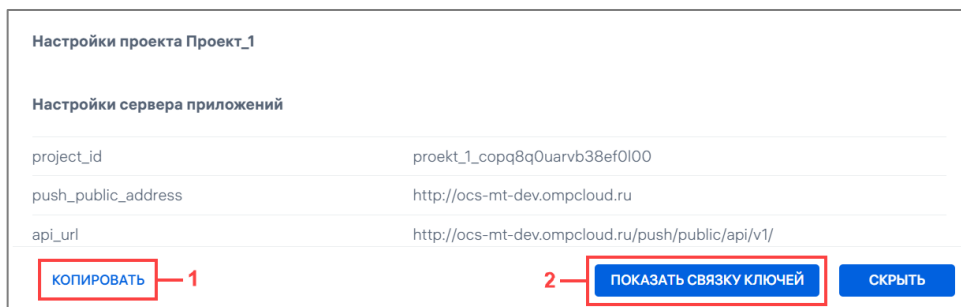 Настройки проекта Проект_1
Настройки сервера приложений
project_id proekt_1_copq8q0uarvb38ef0l00
push_public_address http://ocs-mt-dev.ompcloud.ru
api_url http://ocs-mt-dev.ompcloud.ru/push/public/api/v1/
КОПИРОВАТЬ 1 2 ПОКАЗАТЬ СВЯЗКУ КЛЮЧЕЙ СКРЫТЬ